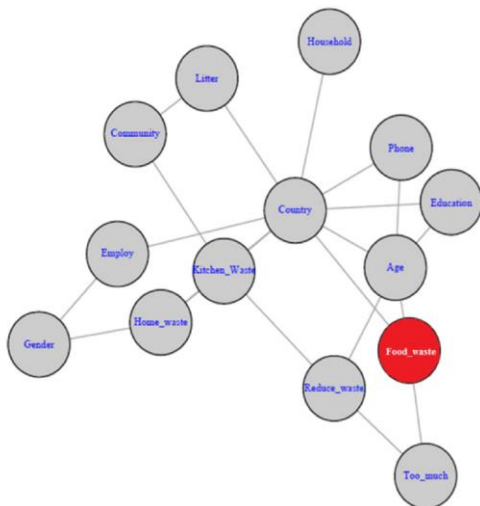 Household
Litter
Community
Phone
Education
Country
Employ
Kitchen_Waste
Age
Home_waste
Gender
Food_waste
Reduce_waste
Too_much